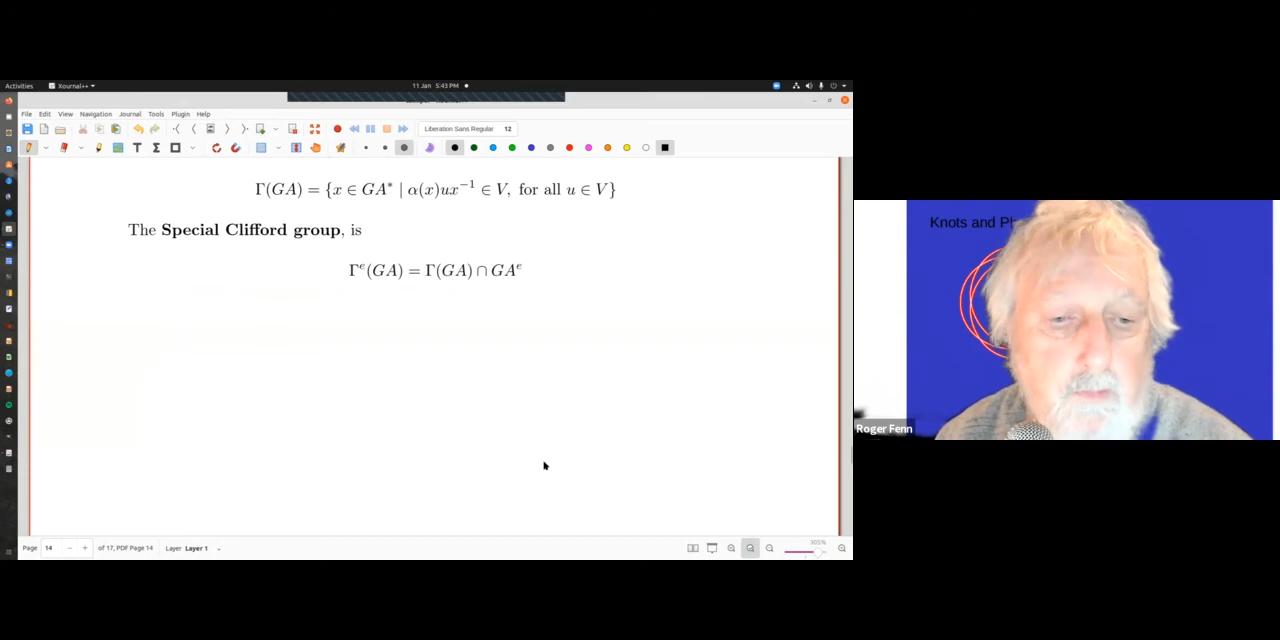 Activities Xournal++ 11 Jan 5:43 PM
File Edit View Navigation Journal Tools Plugin Help
Liberation Sans Regular 12
Γ(GA) = {x ∈ GA* | α(x)ux⁻¹ ∈ V, for all u ∈ V}
The Special Clifford group, is
Γᵉ(GA) = Γ(GA) ∩ GAᵉ
Page 14 of 17, PDF Page 14 Layer Layer 1 305%
Knots and
Roger Fenn